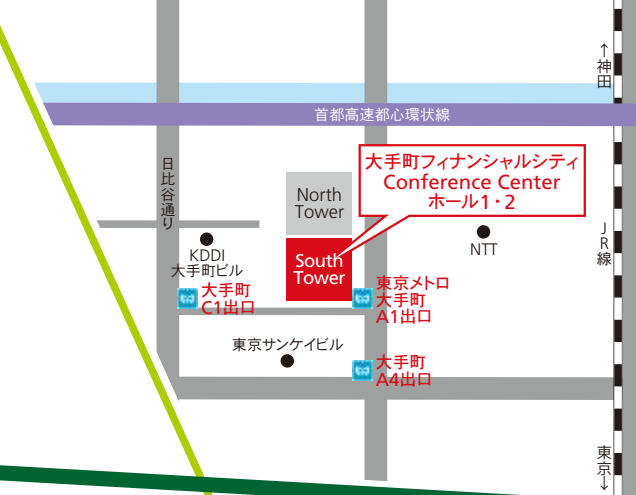 ↑神田
首都高速都心環状線
日比谷通り
大手町フィナンシャルシティ
Conference Center
ホール1・2
North
Tower
JR線
KDDI
大手町ビル
NTT
South
Tower
大手町
C1出口
東京メトロ
大手町
A1出口
東京サンケイビル
大手町
A4出口
東京↓